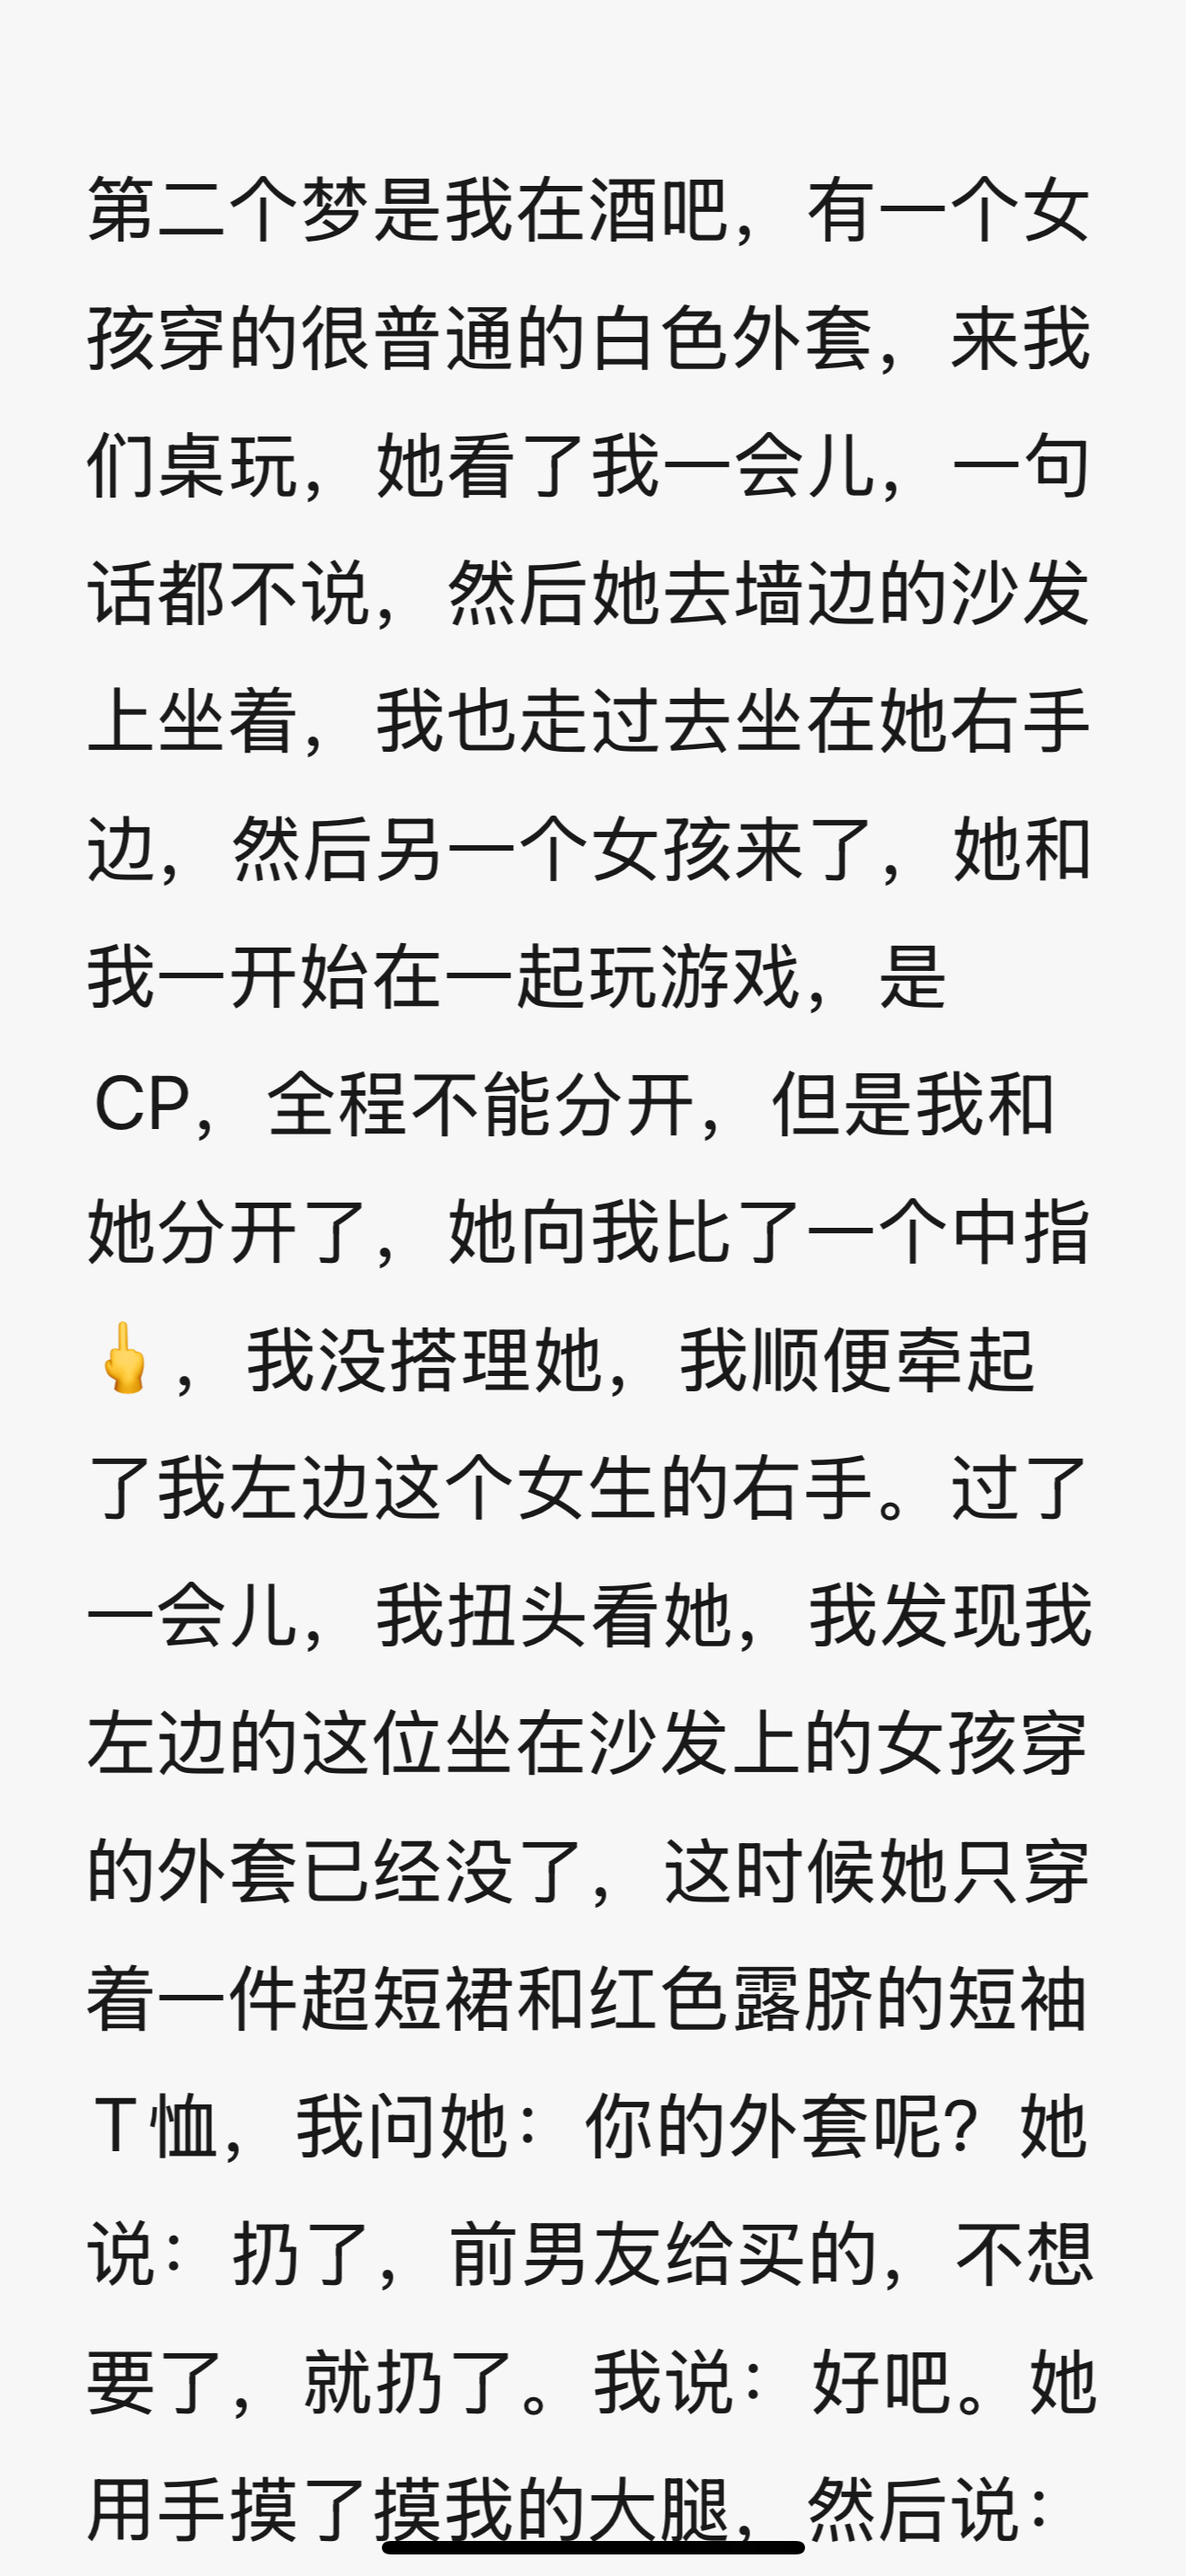 第二个梦是我在酒吧，有一个女
孩穿的很普通的白色外套，来我
们桌玩，她看了我一会儿，一句
话都不说，然后她去墙边的沙发
上坐着，我也走过去坐在她右手
边，然后另一个女孩来了，她和
我一开始在一起玩游戏，是
CP，全程不能分开，但是我和
她分开了，她向我比了一个中指
🖕，我没搭理她，我顺便牵起
了我左边这个女生的右手。过了
一会儿，我扭头看她，我发现我
左边的这位坐在沙发上的女孩穿
的外套已经没了，这时候她只穿
着一件超短裙和红色露脐的短袖
T恤，我问她：你的外套呢？她
说：扔了，前男友给买的，不想
要了，就扔了。我说：好吧。她
用手摸了摸我的大腿，然后说：